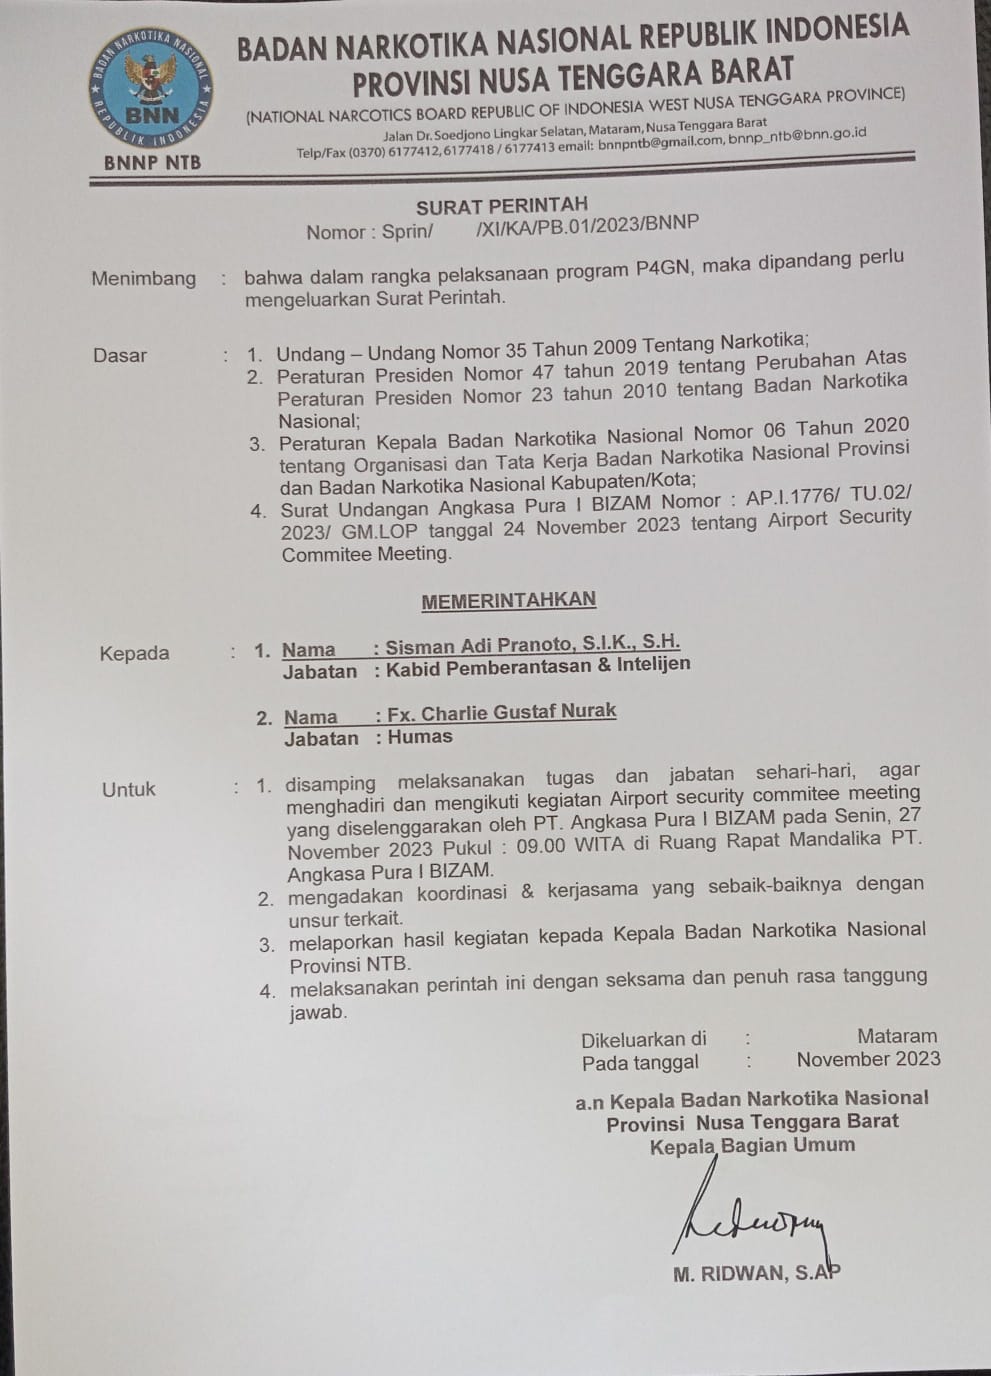 BADAN NARKOTIKA NASIONAL
REPUBLIK INDONESIA
BNN
BNNP NTB
BADAN NARKOTIKA NASIONAL REPUBLIK INDONESIA
PROVINSI NUSA TENGGARA BARAT
(NATIONAL NARCOTICS BOARD REPUBLIC OF INDONESIA WEST NUSA TENGGARA PROVINCE)
Jalan Dr. Soedjono Lingkar Selatan, Mataram, Nusa Tenggara Barat
Telp/Fax (0370) 6177412, 6177418 / 6177413 email: bnnpntb@gmail.com, bnnp_ntb@bnn.go.id
SURAT PERINTAH
Nomor : Sprin/ /XI/KA/PB.01/2023/BNNP
Menimbang : bahwa dalam rangka pelaksanaan program P4GN, maka dipandang perlu
mengeluarkan Surat Perintah.
Dasar : 1. Undang – Undang Nomor 35 Tahun 2009 Tentang Narkotika;
2. Peraturan Presiden Nomor 47 tahun 2019 tentang Perubahan Atas
Peraturan Presiden Nomor 23 tahun 2010 tentang Badan Narkotika
Nasional;
3. Peraturan Kepala Badan Narkotika Nasional Nomor 06 Tahun 2020
tentang Organisasi dan Tata Kerja Badan Narkotika Nasional Provinsi
dan Badan Narkotika Nasional Kabupaten/Kota;
4. Surat Undangan Angkasa Pura I BIZAM Nomor : AP.I.1776/ TU.02/
2023/ GM.LOP tanggal 24 November 2023 tentang Airport Security
Commitee Meeting.
MEMERINTAHKAN
Kepada : 1. Nama : Sisman Adi Pranoto, S.I.K., S.H.
Jabatan : Kabid Pemberantasan & Intelijen
2. Nama : Fx. Charlie Gustaf Nurak
Jabatan : Humas
Untuk : 1. disamping melaksanakan tugas dan jabatan sehari-hari, agar
menghadiri dan mengikuti kegiatan Airport security commitee meeting
yang diselenggarakan oleh PT. Angkasa Pura I BIZAM pada Senin, 27
November 2023 Pukul : 09.00 WITA di Ruang Rapat Mandalika PT.
Angkasa Pura I BIZAM.
2. mengadakan koordinasi & kerjasama yang sebaik-baiknya dengan
unsur terkait.
3. melaporkan hasil kegiatan kepada Kepala Badan Narkotika Nasional
Provinsi NTB.
4. melaksanakan perintah ini dengan seksama dan penuh rasa tanggung
jawab.
Dikeluarkan di : Mataram
Pada tanggal : November 2023
a.n Kepala Badan Narkotika Nasional
Provinsi Nusa Tenggara Barat
Kepala Bagian Umum
M. RIDWAN, S.AP